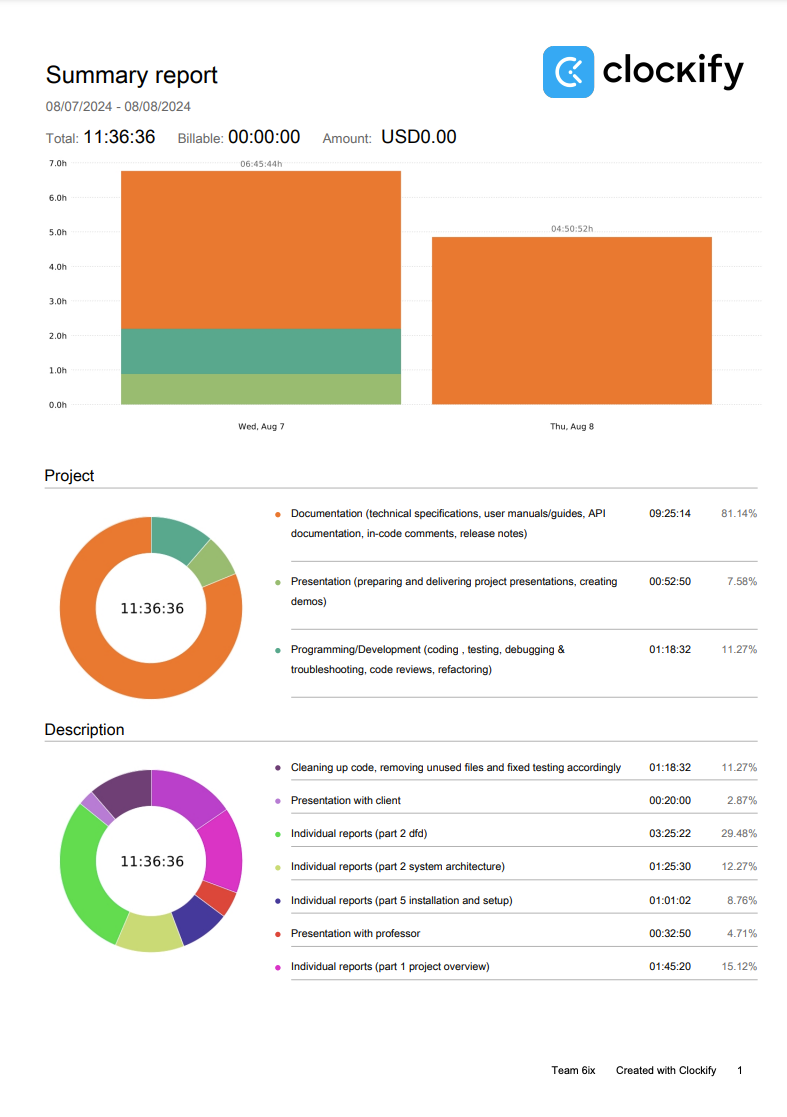 Summary report
clockify
08/07/2024 - 08/08/2024
Total: 11:36:36 Billable: 00:00:00 Amount: USD0.00
7.0h
06:45:44h
6.0h
5.0h
04:50:52h
4.0h
3.0h
2.0h
1.0h
0.0h
Wed, Aug 7
Thu, Aug 8
Project
11:36:36
Documentation (technical specifications, user manuals/guides, API 09:25:14 81.14%
documentation, in-code comments, release notes)
Presentation (preparing and delivering project presentations, creating 00:52:50 7.58%
demos)
Programming/Development (coding , testing, debugging & 01:18:32 11.27%
troubleshooting, code reviews, refactoring)
Description
11:36:36
Cleaning up code, removing unused files and fixed testing accordingly 01:18:32 11.27%
Presentation with client 00:20:00 2.87%
Individual reports (part 2 dfd) 03:25:22 29.48%
Individual reports (part 2 system architecture) 01:25:30 12.27%
Individual reports (part 5 installation and setup) 01:01:02 8.76%
Presentation with professor 00:32:50 4.71%
Individual reports (part 1 project overview) 01:45:20 15.12%
Team 6ix Created with Clockify 1